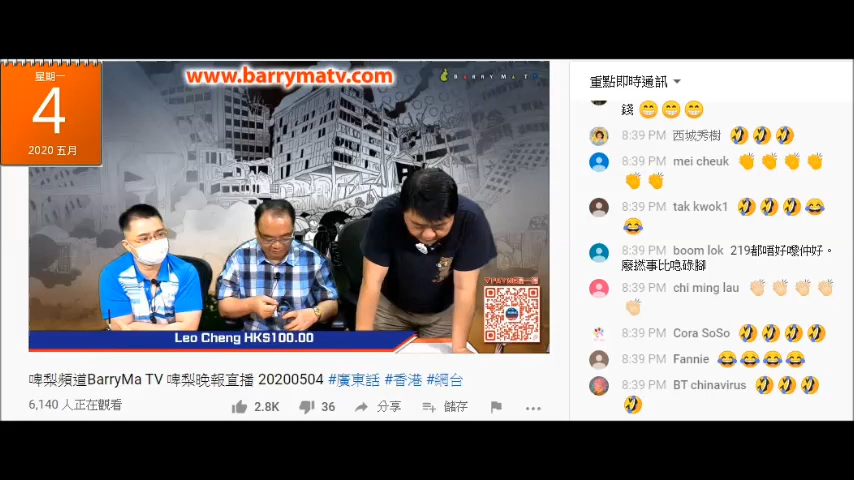 星期一
4
2020 五月
www.barrymatv.com
BARRYMATV
Leo Cheng HK$100.00
啤梨頻道BarryMa TV 啤梨晚報直播 20200504 #廣東話 #香港 #網台
6,140 人正在觀看
2.8K
36
分享
儲存
重點即時通訊
錢 😁😁😁
8:39 PM 西城秀樹 🤣🤣🤣
8:39 PM mei cheuk 👏👏👏👏
👏👏
8:39 PM tak kwok1 🤣🤣🤣😂
😂
8:39 PM boom lok 219都唔好嚟仲好。
廢撚事比喼碌腳
8:39 PM chi ming lau 👏🏻👏🏻👏🏻👏🏻
👏🏻
8:39 PM Cora SoSo 🤣🤣🤣🤣
8:39 PM Fannie 😂😂😂😂
8:39 PM BT chinavirus 🤣🤣🤣
🤣